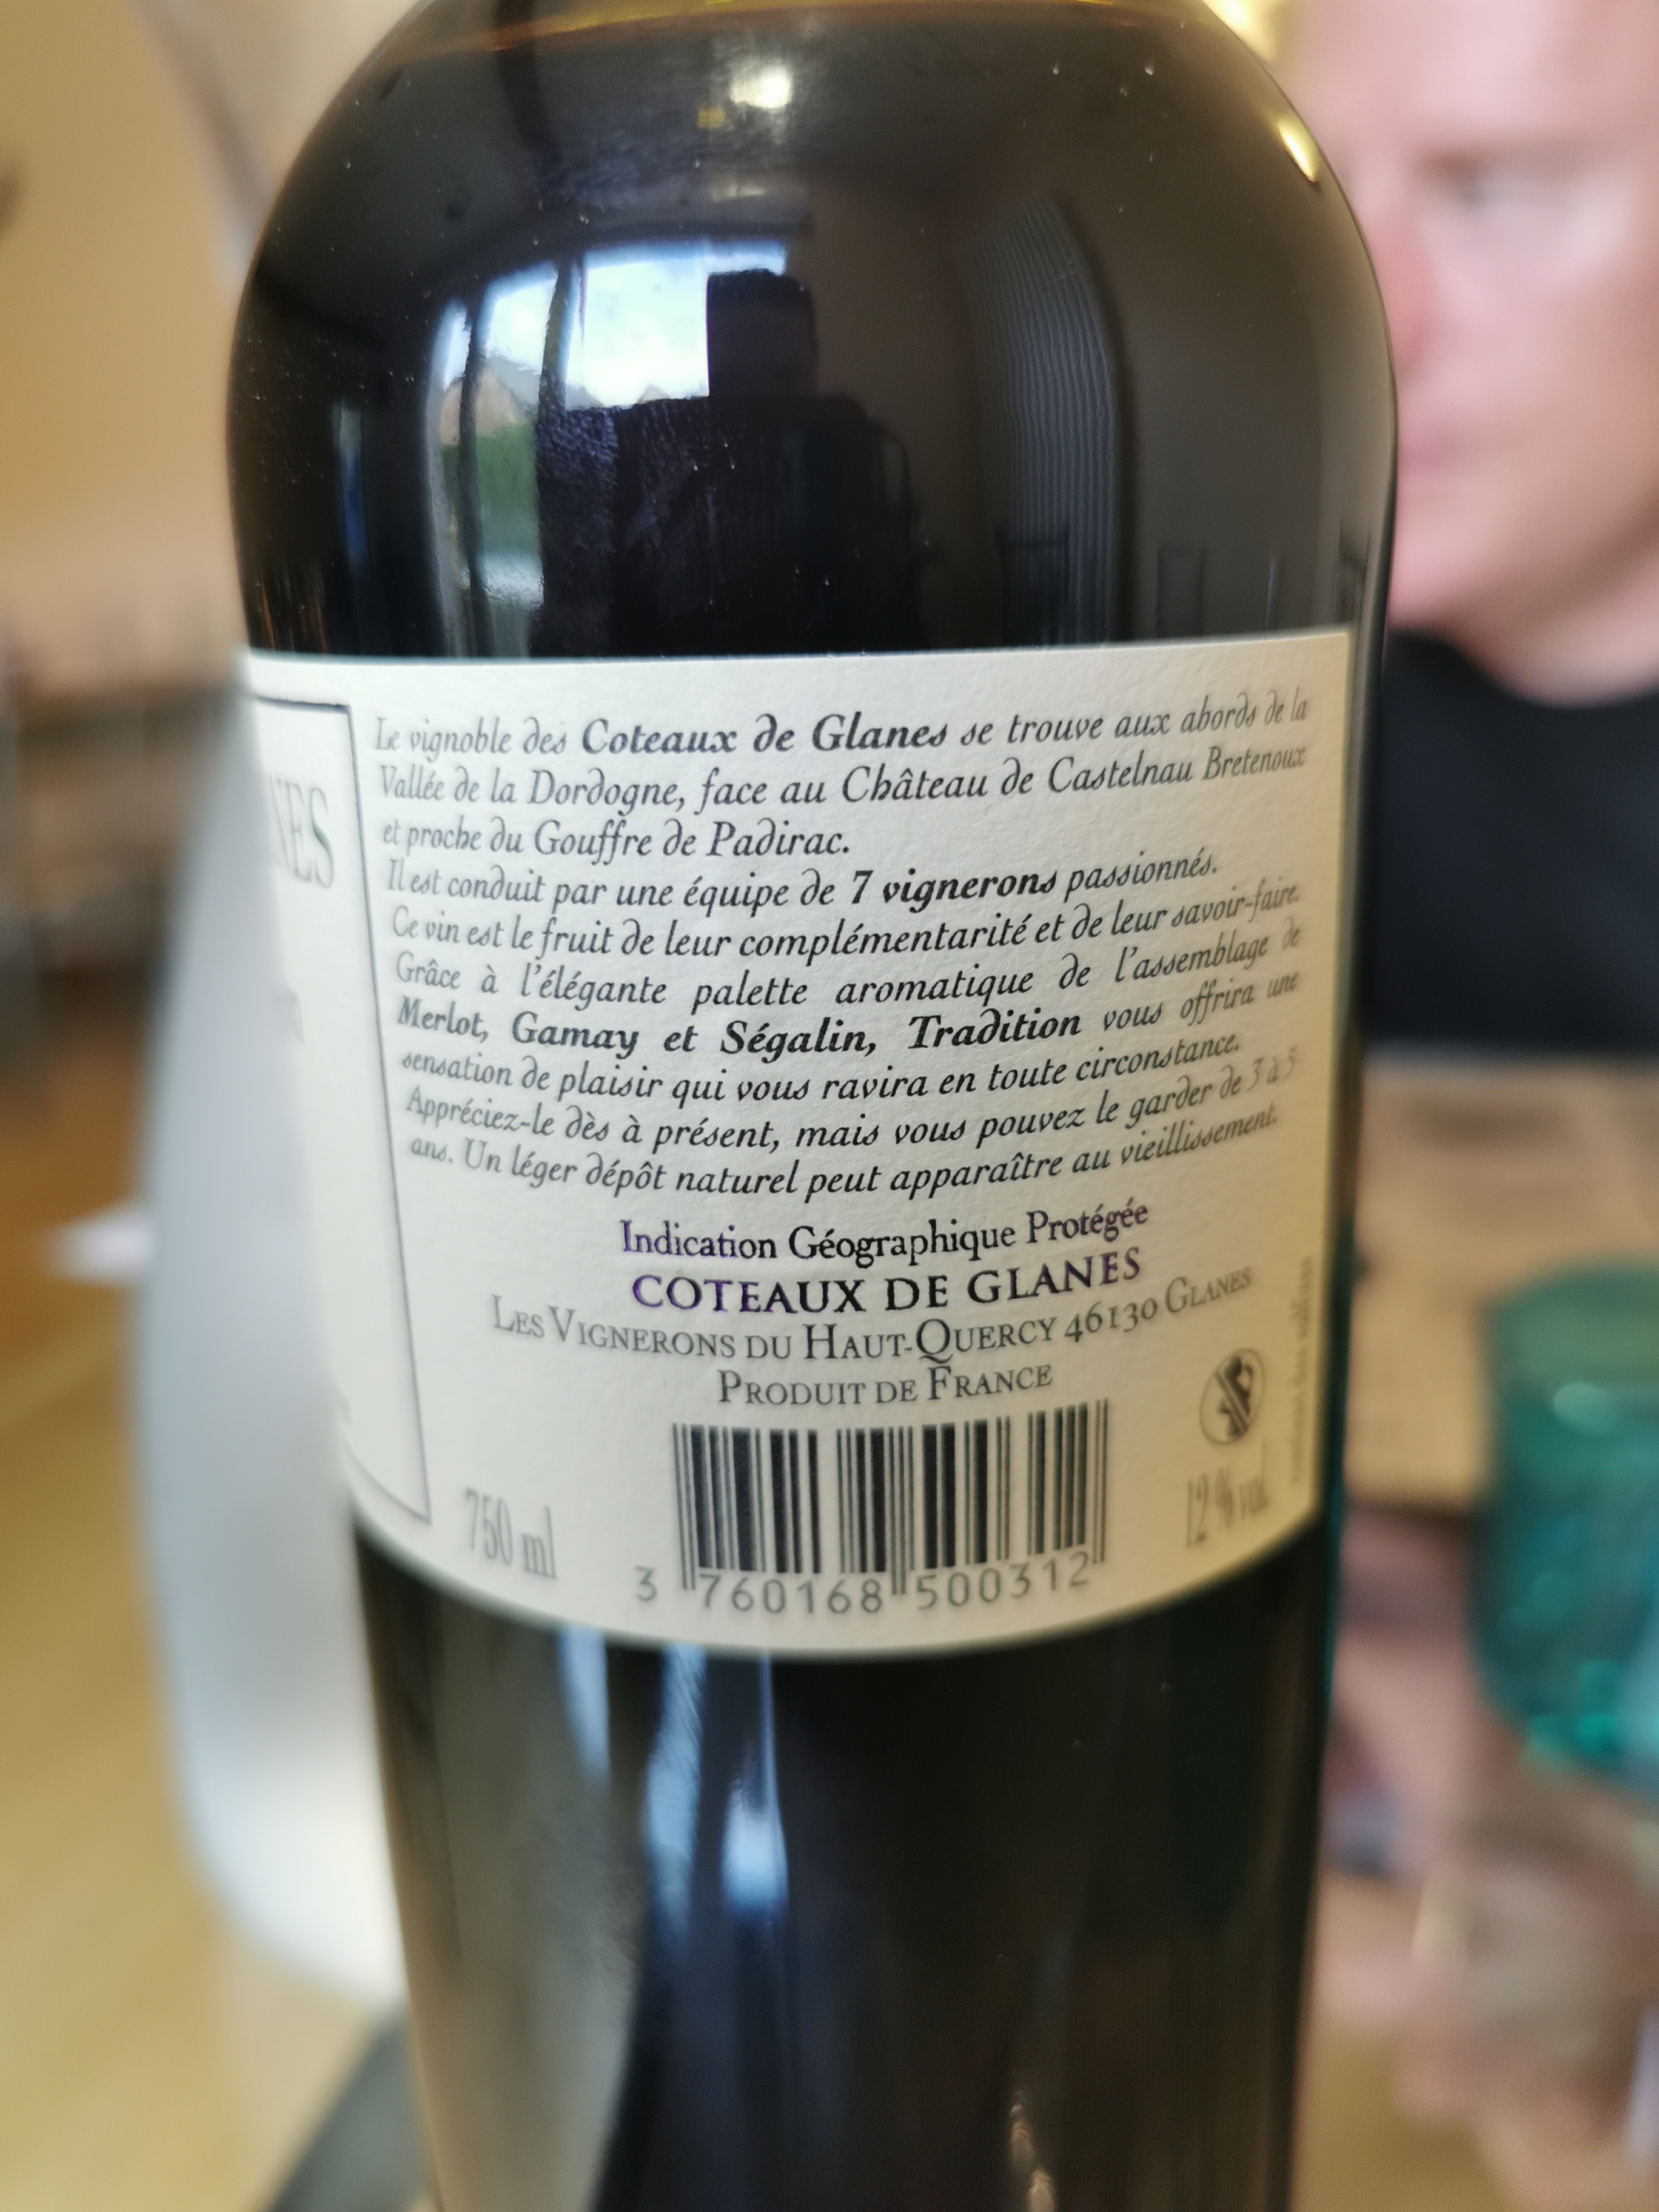 NES
Le vignoble des Coteaux de Glanes se trouve aux abords de la
Vallée de la Dordogne, face au Château de Castelnau Bretenoux
et proche du Gouffre de Padirac.
Il est conduit par une équipe de 7 vignerons passionnés.
Ce vin est le fruit de leur complémentarité et de leur savoir-faire.
Grâce à l'élégante palette aromatique de l'assemblage de
Merlot, Gamay et Ségalin, Tradition vous offrira une
sensation de plaisir qui vous ravira en toute circonstance.
Appréciez-le dès à présent, mais vous pouvez le garder de 3 à 5
ans. Un léger dépôt naturel peut apparaître au vieillissement.
Indication Géographique Protégée
COTEAUX DE GLANES
LES VIGNERONS DU HAUT-QUERCY 46130 GLANES
PRODUIT DE FRANCE
750 ml
12 % vol.
3 760168 500312